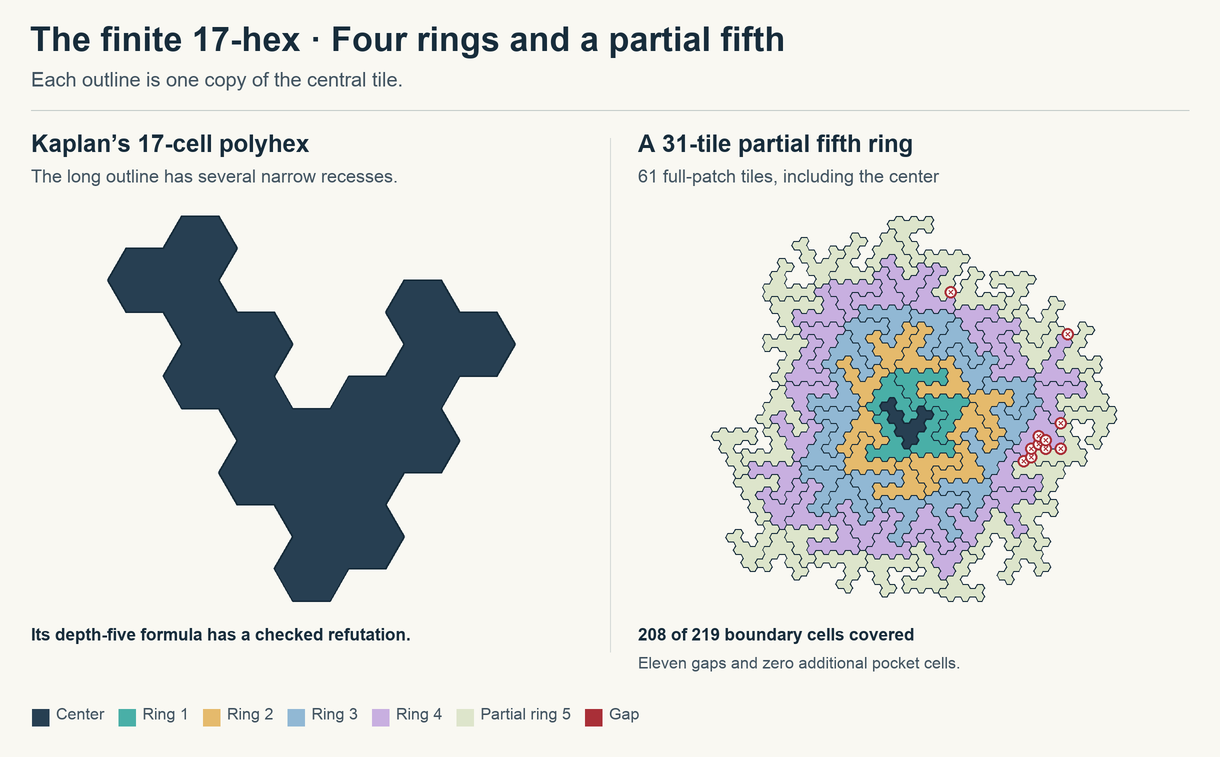 The finite 17-hex · Four rings and a partial fifth
Each outline is one copy of the central tile.
Kaplan’s 17-cell polyhex
The long outline has several narrow recesses.
Its depth-five formula has a checked refutation.
A 31-tile partial fifth ring
61 full-patch tiles, including the center
208 of 219 boundary cells covered
Eleven gaps and zero additional pocket cells.
Center
Ring 1
Ring 2
Ring 3
Ring 4
Partial ring 5
Gap